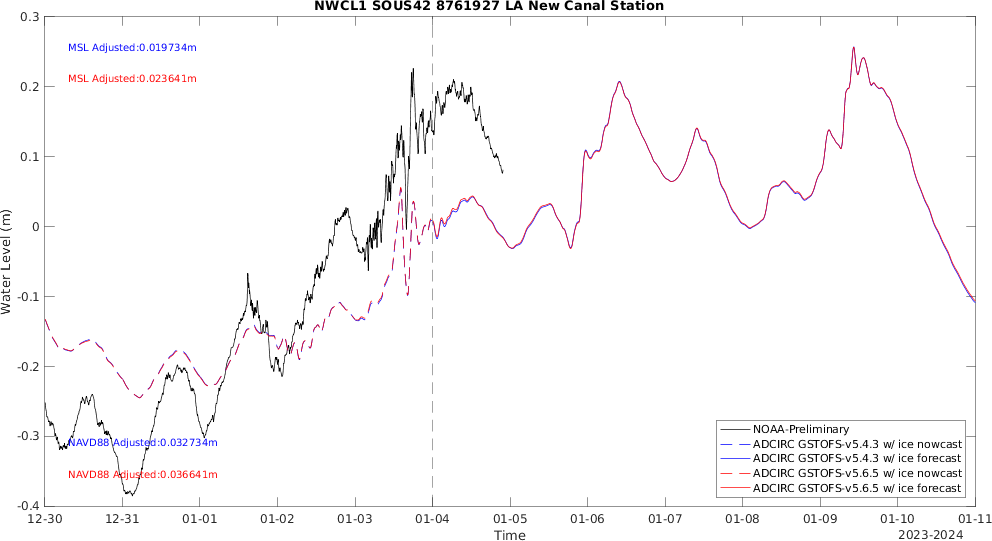 NWCL1 SOUS42 8761927 LA New Canal Station
0.3
0.2
0.1
0
-0.1
-0.2
-0.3
-0.4
Water Level (m)
MSL Adjusted:0.019734m
MSL Adjusted:0.023641m
NAVD88 Adjusted:0.032734m
NAVD88 Adjusted:0.036641m
NOAA-Preliminary
ADCIRC GSTOFS-v5.4.3 w/ ice nowcast
ADCIRC GSTOFS-v5.4.3 w/ ice forecast
ADCIRC GSTOFS-v5.6.5 w/ ice nowcast
ADCIRC GSTOFS-v5.6.5 w/ ice forecast
12-30 12-31 01-01 01-02 01-03 01-04 01-05 01-06 01-07 01-08 01-09 01-10 01-11
Time
2023-2024